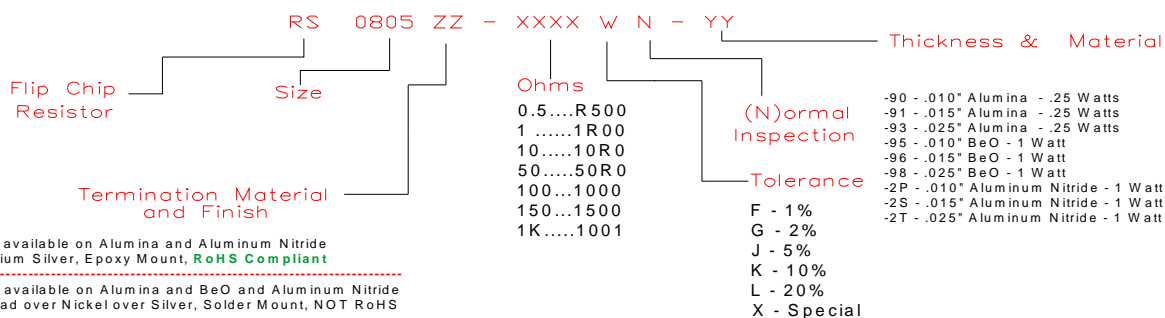 RS 0805 ZZ - XXXX W N - YY
Thickness & Material
Flip Chip
Resistor
Size
Ohms
0.5....R500
1 ......1R00
10.....10R0
50.....50R0
100...1000
150...1500
1K.....1001
(N)ormal
Inspection
-90 - .010" Alumina - .25 Watts
-91 - .015" Alumina - .25 Watts
-93 - .025" Alumina - .25 Watts
-95 - .010" BeO - 1 Watt
-96 - .015" BeO - 1 Watt
-98 - .025" BeO - 1 Watt
-2P - .010" Aluminum Nitride - 1 Watt
-2S - .015" Aluminum Nitride - 1 Watt
-2T - .025" Aluminum Nitride - 1 Watt
Termination Material
and Finish
Tolerance
F - 1%
G - 2%
J - 5%
K - 10%
L - 20%
X - Special
available on Alumina and Aluminum Nitride
ium Silver, Epoxy Mount, RoHS Compliant
available on Alumina and BeO and Aluminum Nitride
ad over Nickel over Silver, Solder Mount, NOT RoHS